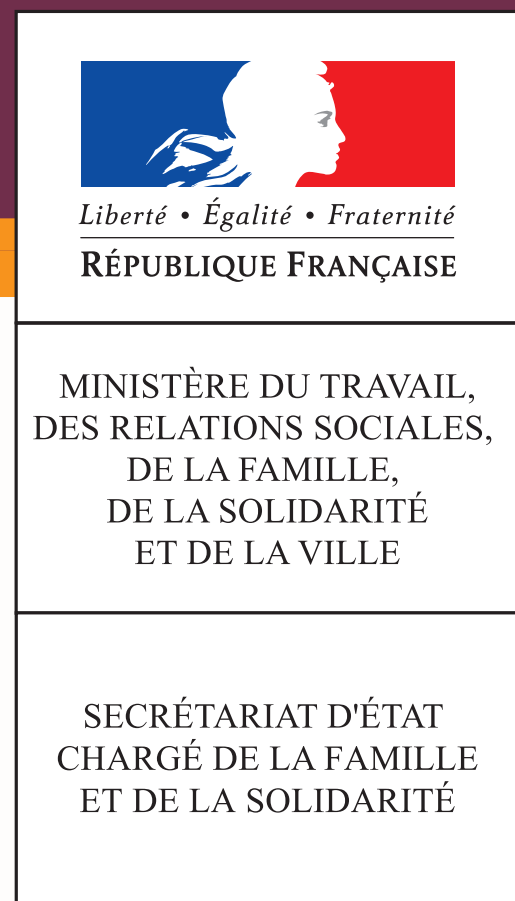 Liberté • Égalité • Fraternité
RÉPUBLIQUE FRANÇAISE
MINISTÈRE DU TRAVAIL,
DES RELATIONS SOCIALES,
DE LA FAMILLE,
DE LA SOLIDARITÉ
ET DE LA VILLE
SECRÉTARIAT D'ÉTAT
CHARGÉ DE LA FAMILLE
ET DE LA SOLIDARITÉ